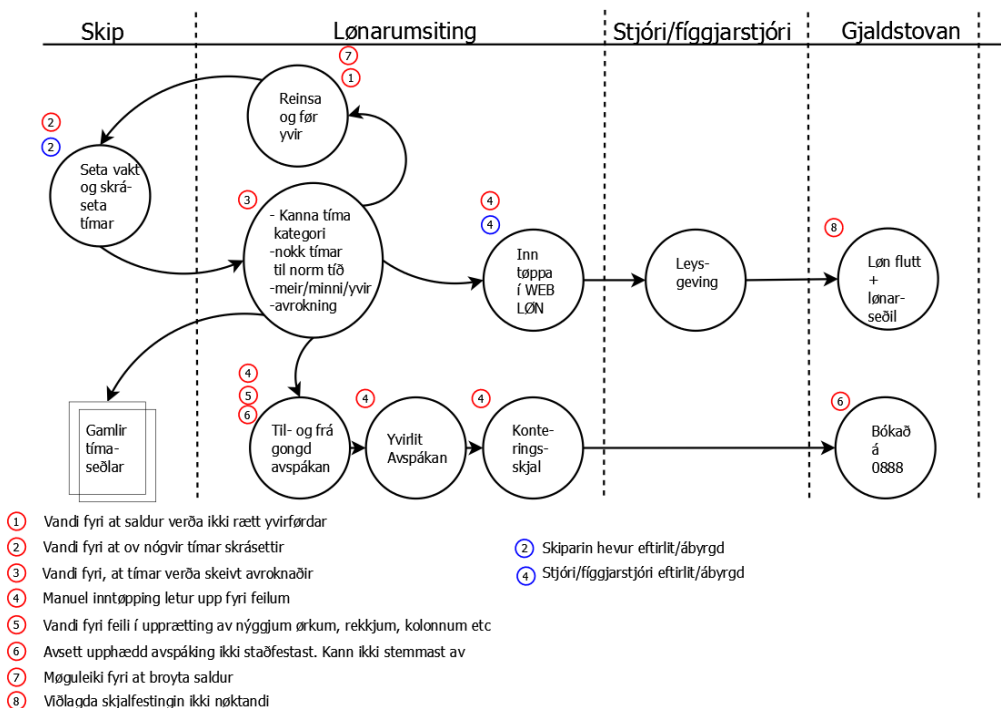 Skip
Lønarumsiting
Stjóri/fíggjarstjóri
Gjaldstovan
7
1
Reinsa
og før
yvir
2
2
Seta vakt
og skrá-
seta
tímar
3
- Kanna tíma
kategori
-nokk tímar
til norm tíð
-meir/minni/yvir
-avrokning
4
4
Inn
tøppa
í WEB
LØN
Leys-
geving
8
Løn flutt
+
lønar-
seðil
Gamlir
tíma-
seðlar
4
5
6
Til- og frá
gongd
avspákan
4
Yvirlit
Avspákan
4
Konte-
rings-
skjal
6
Bókað
á
0888
1 Vandi fyri at saldur verða ikki rætt yvirførdar
2 Vandi fyri at ov nógvir tímar skrásettir
3 Vandi fyri, at tímar verða skeivt avroknaðir
4 Manuel inntøpping letur upp fyri feilum
5 Vandi fyri feili í upprætting av nýggjum ørkum, rekkjum, kolonnum etc
6 Avsett upphædd avspáking ikki staðfestast. Kann ikki stemmast av
7 Møguleiki fyri at broyta saldur
8 Viðlagda skjalfestingin ikki nøktandi
2 Skiparin hevur eftirlit/ábyrgd
4 Stjóri/fíggjarstjóri eftirlit/ábyrgd